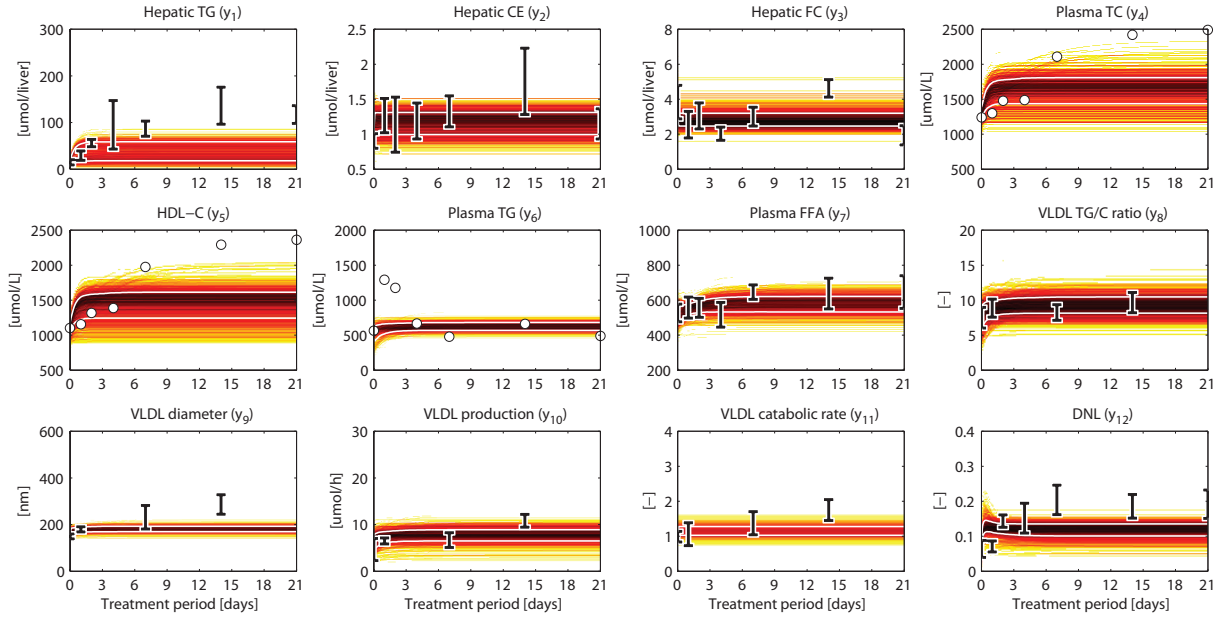 Hepatic TG (y1)
Hepatic CE (y2)
Hepatic FC (y3)
Plasma TC (y4)
[umol/liver]
300
200
100
0
0 3 6 9 12 15 18 21
[umol/liver]
2.5
2
1.5
1
0.5
0 3 6 9 12 15 18 21
[umol/liver]
8
6
4
2
0
0 3 6 9 12 15 18 21
[umol/L]
2500
2000
1500
1000
500
0 3 6 9 12 15 18 21
HDL−C (y5)
Plasma TG (y6)
Plasma FFA (y7)
VLDL TG/C ratio (y8)
[umol/L]
2500
2000
1500
1000
500
0 3 6 9 12 15 18 21
[umol/L]
2000
1500
1000
500
0
0 3 6 9 12 15 18 21
[umol/L]
1000
800
600
400
200
0 3 6 9 12 15 18 21
[−]
20
15
10
5
0
0 3 6 9 12 15 18 21
VLDL diameter (y9)
VLDL production (y10)
VLDL catabolic rate (y11)
DNL (y12)
[nm]
600
400
200
0
0 3 6 9 12 15 18 21
Treatment period [days]
[umol/h]
30
20
10
0
0 3 6 9 12 15 18 21
Treatment period [days]
[−]
4
3
2
1
0
0 3 6 9 12 15 18 21
Treatment period [days]
[−]
0.4
0.3
0.2
0.1
0
0 3 6 9 12 15 18 21
Treatment period [days]